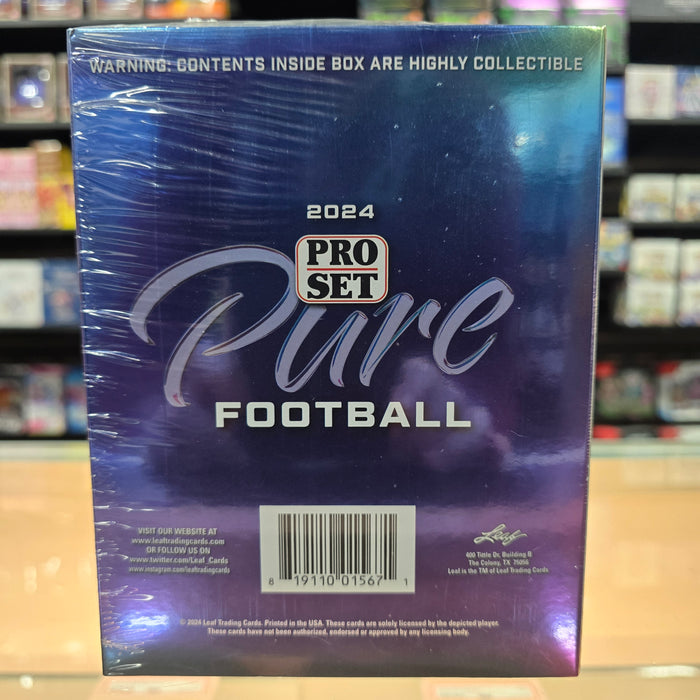 WARNING: CONTENTS INSIDE BOX ARE HIGHLY COLLECTIBLE
2024
PRO
SET
Pure
FOOTBALL
VISIT OUR WEBSITE AT
www.leaftradingcards.com
OR FOLLOW US ON
www.twitter.com/Leaf_Cards
www.instagram.com/leaftradingcards
8 19110 01567 1
Leaf
400 Tittle Dr, Building B
The Colony, TX 75056
Leaf is the TM of Leaf Trading Cards
© 2024 Leaf Trading Cards. Printed in the USA. These cards are solely licensed by the depicted player.
These cards have not been authorized, endorsed or approved by any licensing body.